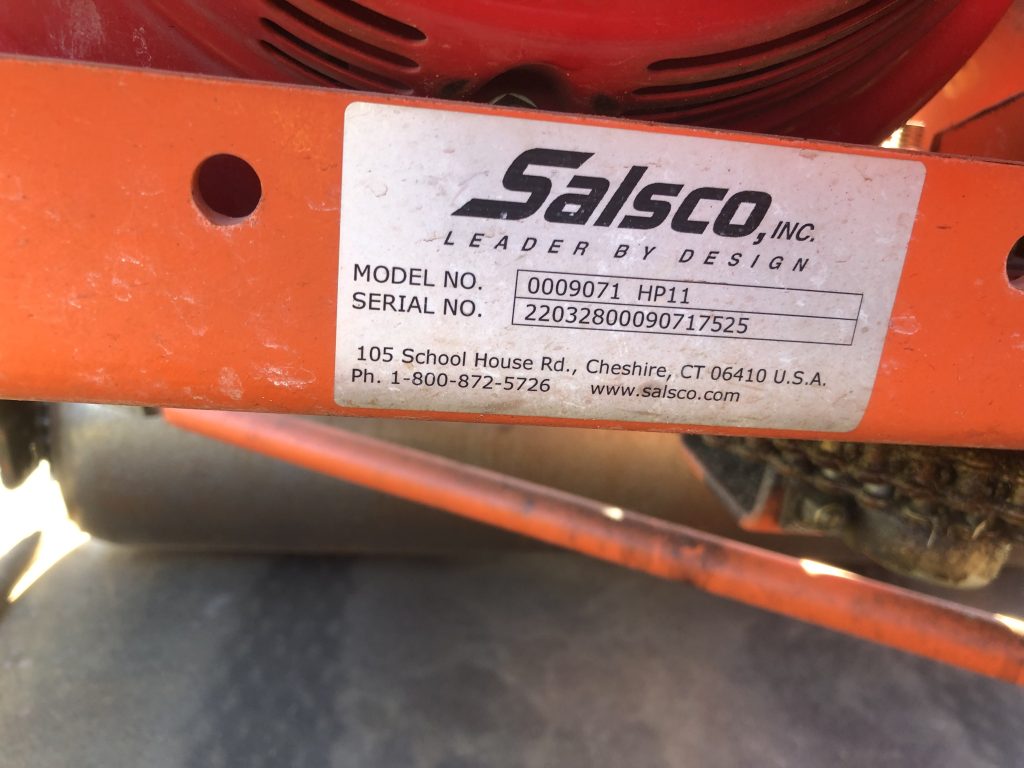 Salsco, INC.
LEADER BY DESIGN
MODEL NO. 0009071 HP11
SERIAL NO. 22032800090717525
105 School House Rd., Cheshire, CT 06410 U.S.A.
Ph. 1-800-872-5726 www.salsco.com